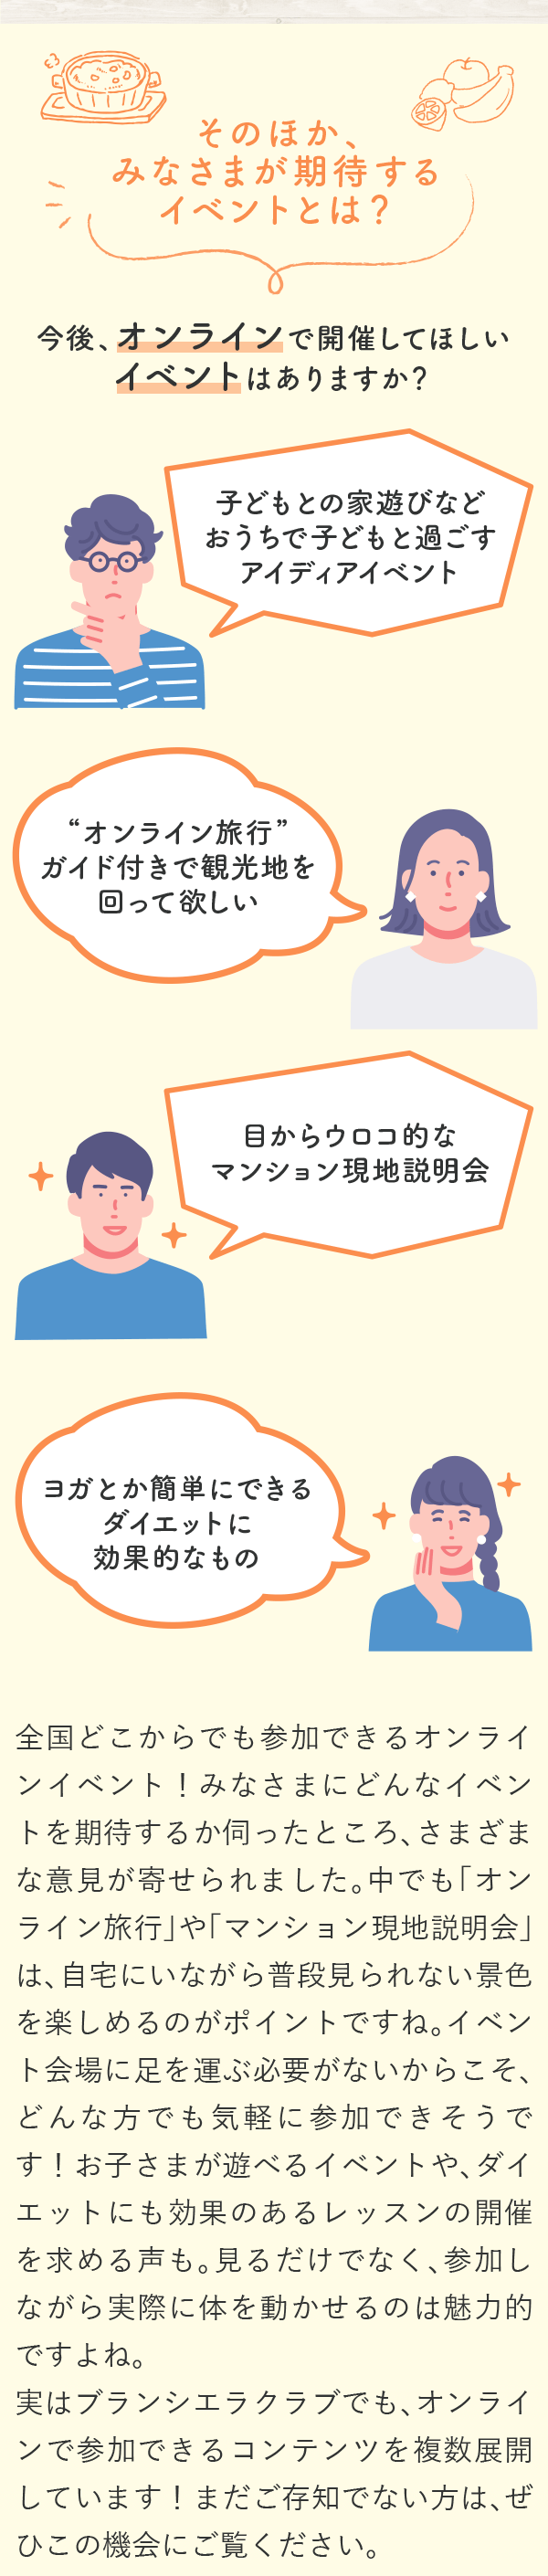 そのほか、
みなさまが期待する
イベントとは？
今後、オンラインで開催してほしい
イベントはありますか？
子どもとの家遊びなど
おうちで子どもと過ごす
アイディアイベント
“オンライン旅行”
ガイド付きで観光地を
回って欲しい
目からウロコ的な
マンション現地説明会
ヨガとか簡単にできる
ダイエットに
効果的なもの
全国どこからでも参加できるオンライ
ンイベント！みなさまにどんなイベン
トを期待するか伺ったところ、さまざま
な意見が寄せられました。中でも「オン
ライン旅行」や「マンション現地説明会」
は、自宅にいながら普段見られない景色
を楽しめるのがポイントですね。イベン
ト会場に足を運ぶ必要がないからこそ、
どんな方でも気軽に参加できそうで
す！お子さまが遊べるイベントや、ダイ
エットにも効果のあるレッスンの開催
を求める声も。見るだけでなく、参加し
ながら実際に体を動かせるのは魅力的
ですよね。
実はブランシエラクラブでも、オンライ
ンで参加できるコンテンツを複数展開
しています！まだご存知でない方は、ぜ
ひこの機会にご覧ください。